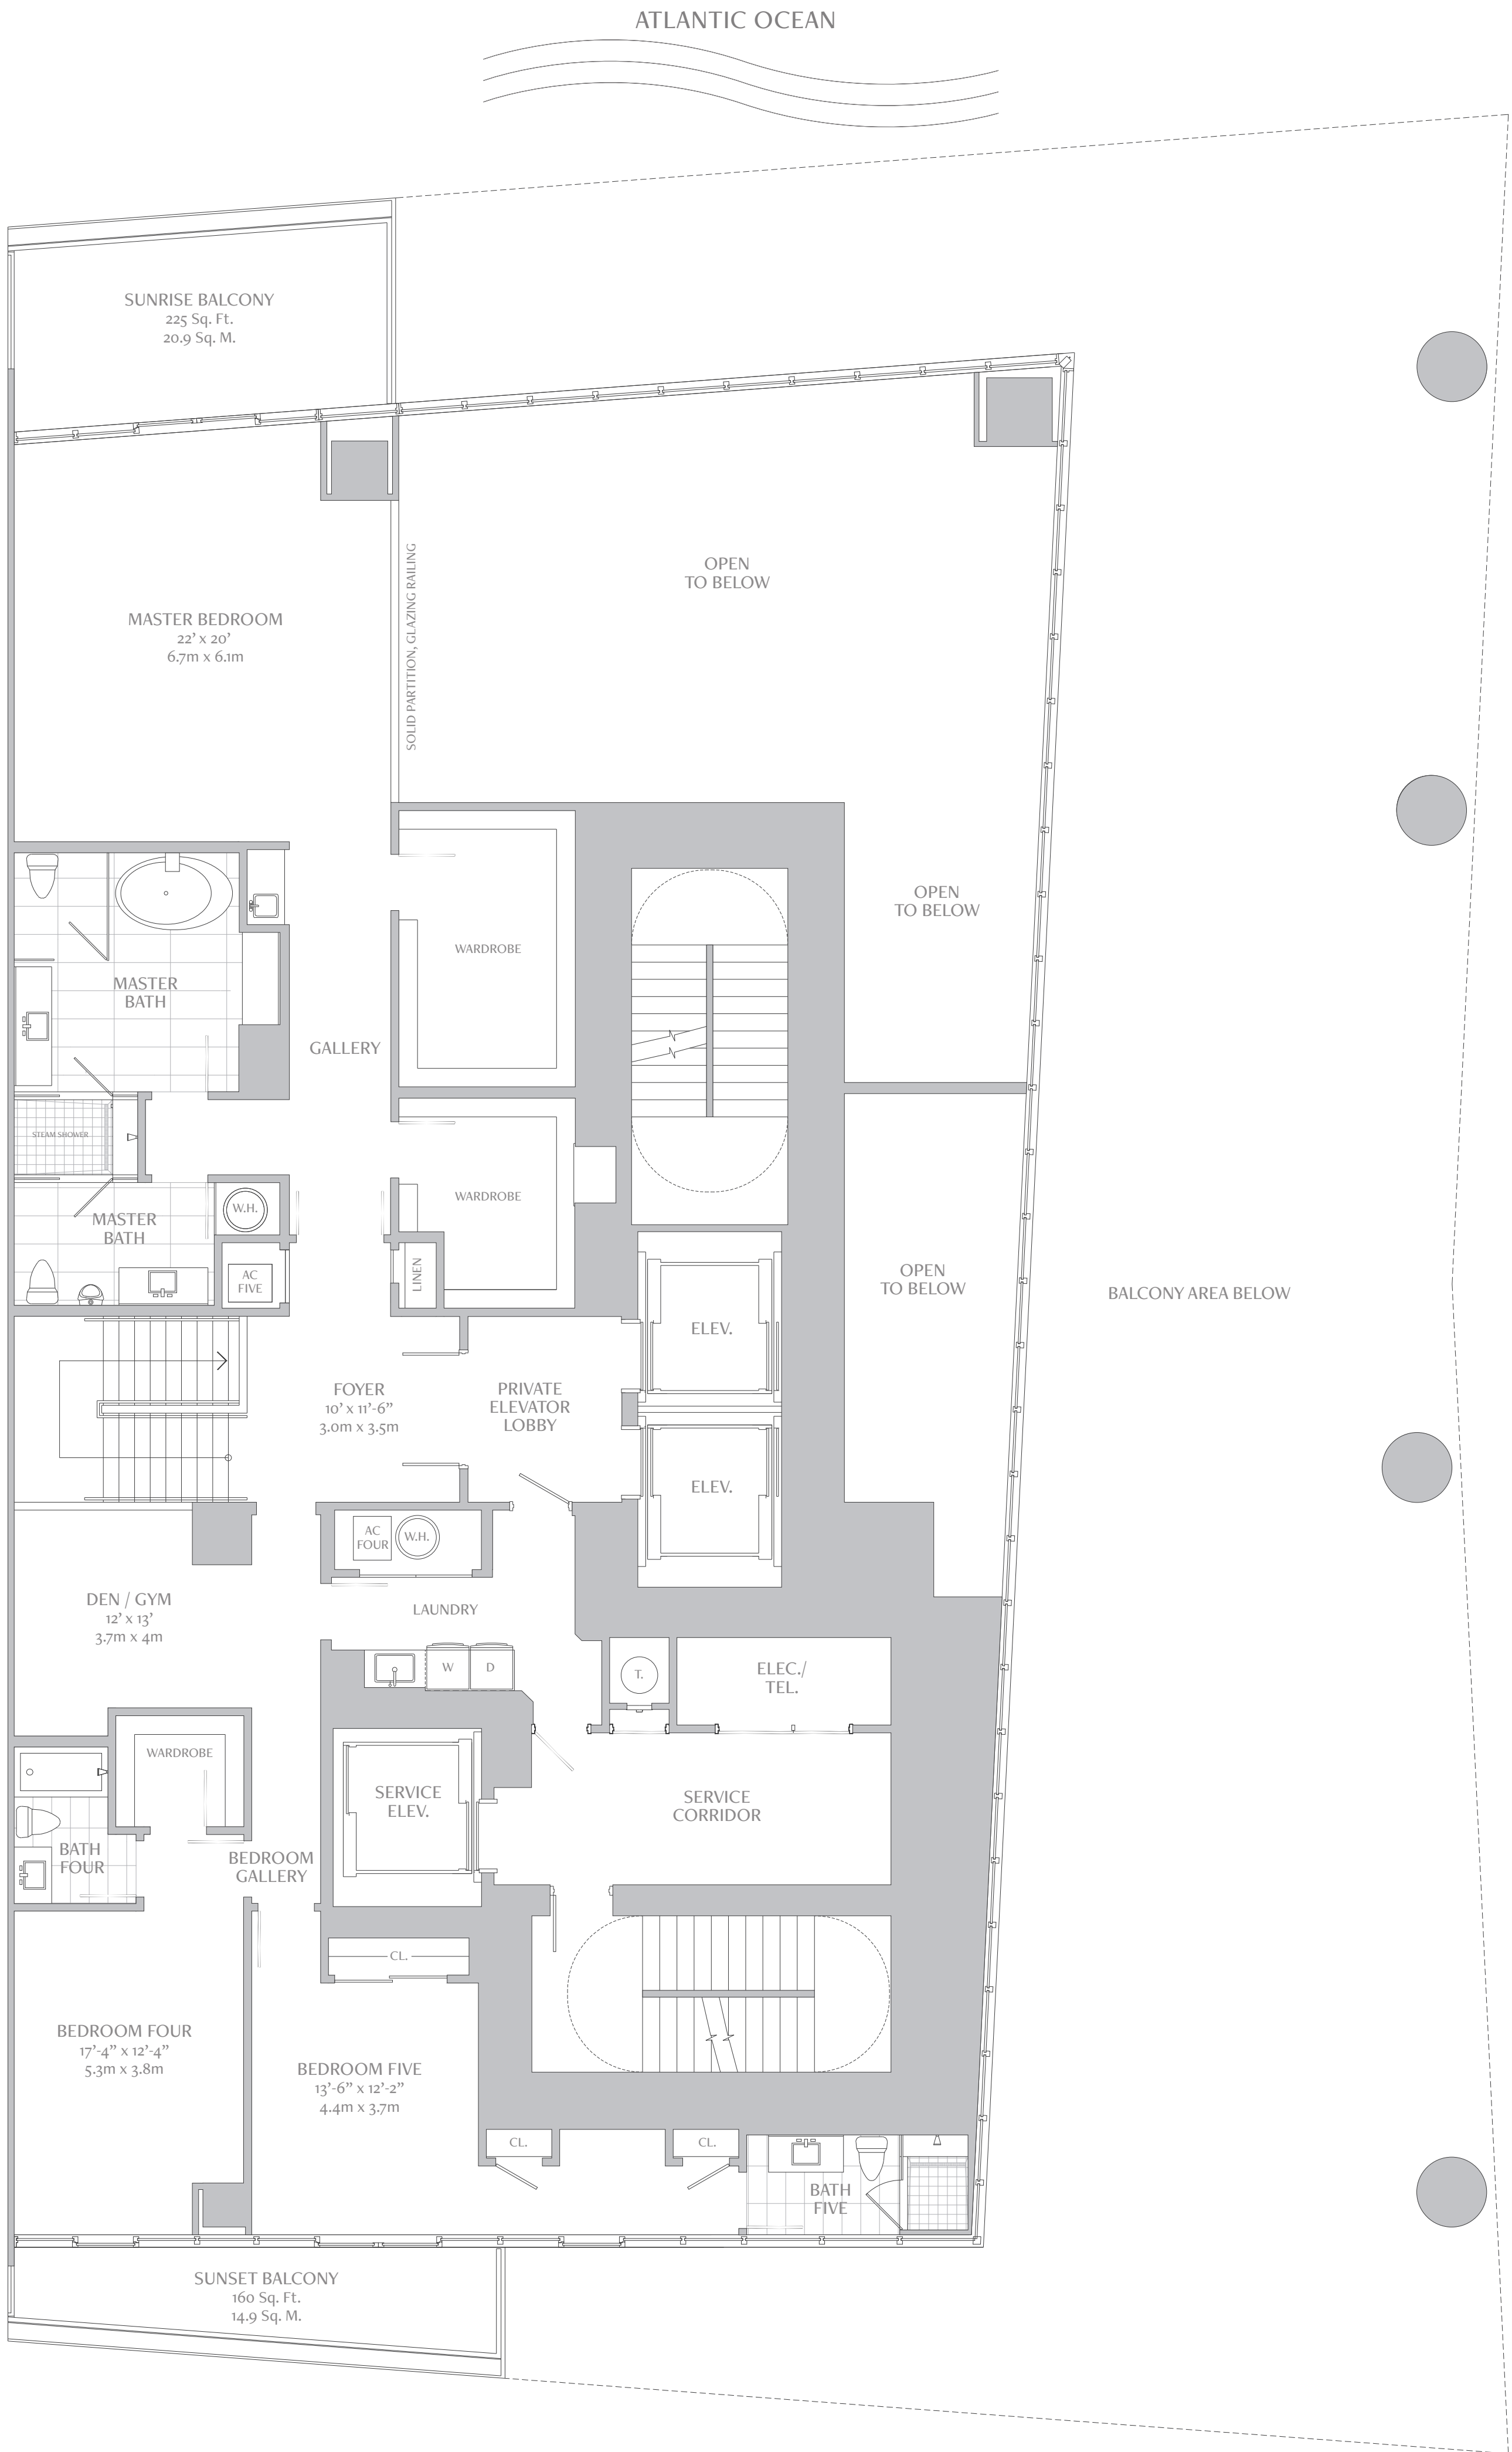 ATLANTIC OCEAN
SUNRISE BALCONY
225 Sq. Ft.
20.9 Sq. M.
OPEN
TO BELOW
SOLID PARTITION, GLAZING RAILING
MASTER BEDROOM
22’ x 20’
6.7m x 6.1m
OPEN
TO BELOW
WARDROBE
MASTER
BATH
GALLERY
STEAM SHOWER
WARDROBE
W.H.
MASTER
BATH
AC
FIVE
LINEN
OPEN
TO BELOW
BALCONY AREA BELOW
ELEV.
FOYER
10’ x 11’-6”
3.0m x 3.5m
PRIVATE
ELEVATOR
LOBBY
ELEV.
AC
FOUR
W.H.
DEN / GYM
12’ x 13’
3.7m x 4m
LAUNDRY
W
D
T.
ELEC./
TEL.
WARDROBE
SERVICE
ELEV.
SERVICE
CORRIDOR
BATH
FOUR
BEDROOM
GALLERY
CL.
BEDROOM FOUR
17’-4” x 12’-4”
5.3m x 3.8m
BEDROOM FIVE
13’-6” x 12’-2”
4.4m x 3.7m
CL.
CL.
BATH
FIVE
SUNSET BALCONY
160 Sq. Ft.
14.9 Sq. M.